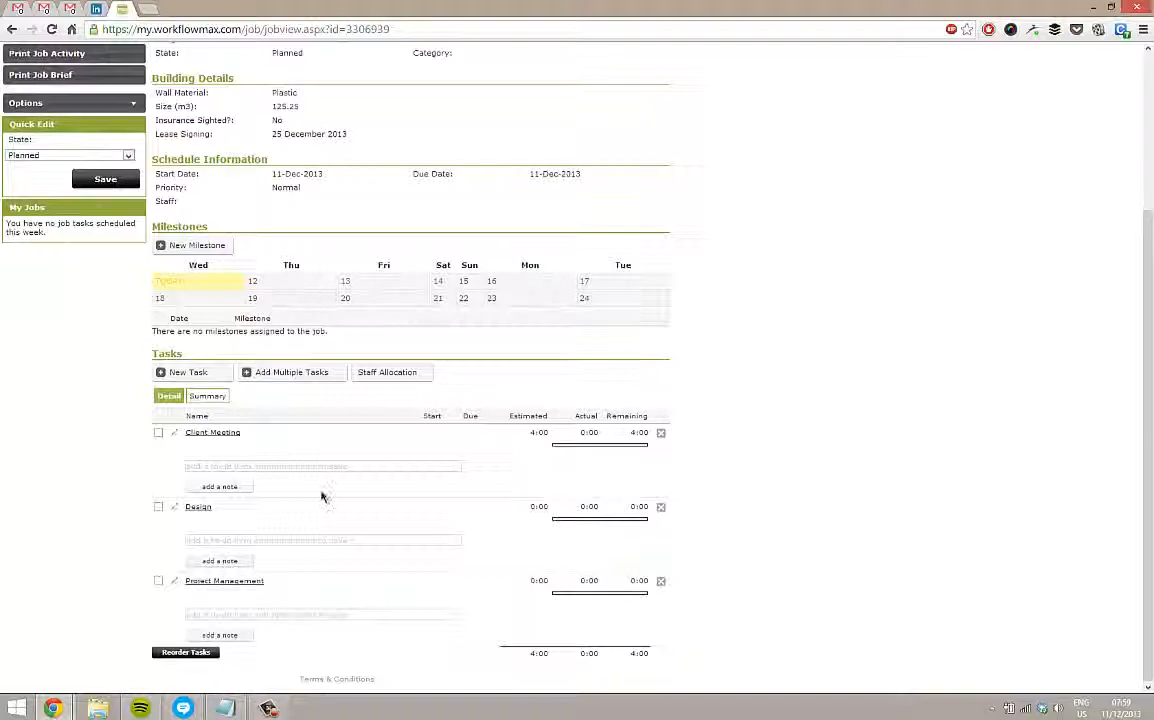 https://my.workflowmax.com/job/jobview.aspx?id=3306939
Print Job Activity
Print Job Brief
Options
Quick Edit
State:
Planned
Save
My Jobs
You have no job tasks scheduled
this week.
State: Planned Category:
Building Details
Wall Material: Plastic
Size (m3): 125.25
Insurance Sighted?: No
Lease Signing: 25 December 2013
Schedule Information
Start Date: 11-Dec-2013 Due Date: 11-Dec-2013
Priority: Normal
Staff:
Milestones
New Milestone
Wed Thu Fri Sat Sun Mon Tue
TODAY 12 13 14 15 16 17
18 19 20 21 22 23 24
Date Milestone
There are no milestones assigned to the job.
Tasks
New Task Add Multiple Tasks Staff Allocation
Detail Summary
Name Start Due Estimated Actual Remaining
Client Meeting 4:00 0:00 4:00
add a note
Design 0:00 0:00 0:00
add a note
Project Management 0:00 0:00 0:00
add a note
Reorder Tasks 4:00 0:00 4:00
Terms & Conditions
ENG 07:59
US 11/12/2013